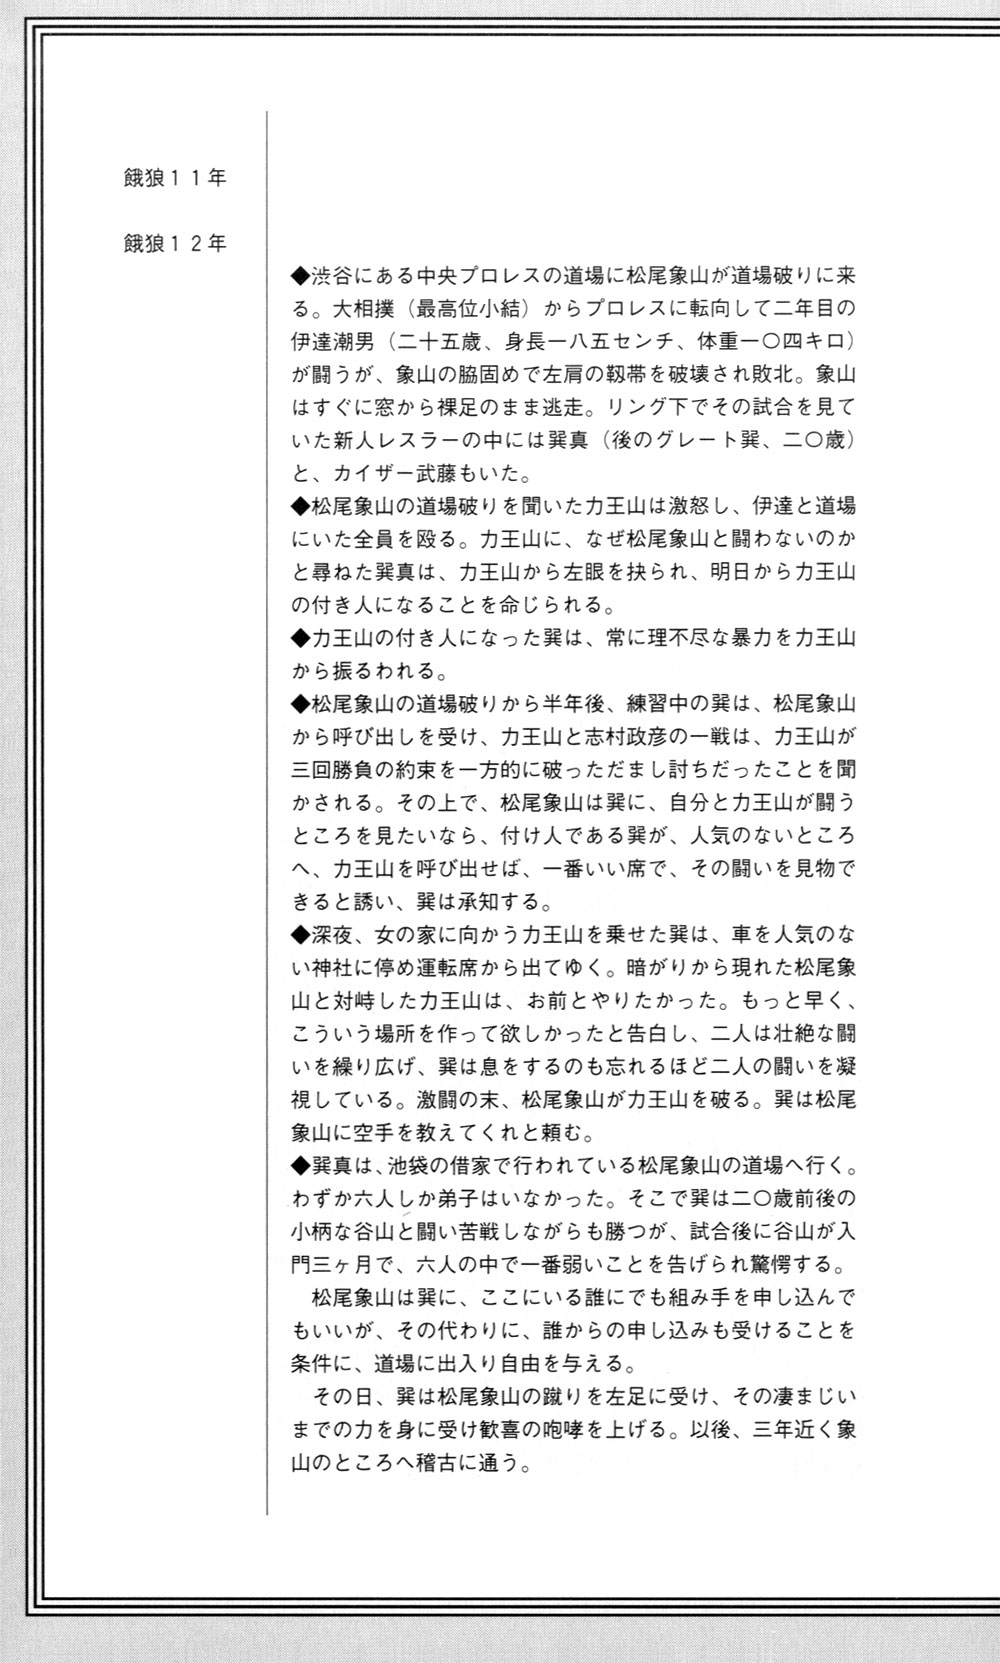 餓狼１１年
餓狼１２年
◆渋谷にある中央プロレスの道場に松尾象山が道場破りに来
る。大相撲（最高位小結）からプロレスに転向して二年目の
伊達潮男（二十五歳、身長一八五センチ、体重一〇四キロ）
が闘うが、象山の脇固めで左肩の靱帯を破壊され敗北。象山
はすぐに窓から裸足のまま逃走。リング下でその試合を見て
いた新人レスラーの中には巽真（後のグレート巽、二〇歳）
と、カイザー武藤もいた。
◆松尾象山の道場破りを聞いた力王山は激怒し、伊達と道場
にいた全員を殴る。力王山に、なぜ松尾象山と闘わないのか
と尋ねた巽真は、力王山から左眼を抉られ、明日から力王山
の付き人になることを命じられる。
◆力王山の付き人になった巽は、常に理不尽な暴力を力王山
から振るわれる。
◆松尾象山の道場破りから半年後、練習中の巽は、松尾象山
から呼び出しを受け、力王山と志村政彦の一戦は、力王山が
三回勝負の約束を一方的に破っただまし討ちだったことを聞
かされる。その上で、松尾象山は巽に、自分と力王山が闘う
ところを見たいなら、付け人である巽が、人気のないところ
へ、力王山を呼び出せば、一番いい席で、その闘いを見物で
きると誘い、巽は承知する。
◆深夜、女の家に向かう力王山を乗せた巽は、車を人気のな
い神社に停め運転席から出てゆく。暗がりから現れた松尾象
山と対峙した力王山は、お前とやりたかった。もっと早く、
こういう場所を作って欲しかったと告白し、二人は壮絶な闘
いを繰り広げ、巽は息をするのも忘れるほど二人の闘いを凝
視している。激闘の末、松尾象山が力王山を破る。巽は松尾
象山に空手を教えてくれと頼む。
◆巽真は、池袋の借家で行われている松尾象山の道場へ行く。
わずか六人しか弟子はいなかった。そこで巽は二〇歳前後の
小柄な谷山と闘い苦戦しながらも勝つが、試合後に谷山が入
門三ヶ月で、六人の中で一番弱いことを告げられ驚愕する。
　松尾象山は巽に、ここにいる誰にでも組み手を申し込んで
もいいが、その代わりに、誰からの申し込みも受けることを
条件に、道場に出入り自由を与える。
　その日、巽は松尾象山の蹴りを左足に受け、その凄まじい
までの力を身に受け歓喜の咆哮を上げる。以後、三年近く象
山のところへ稽古に通う。